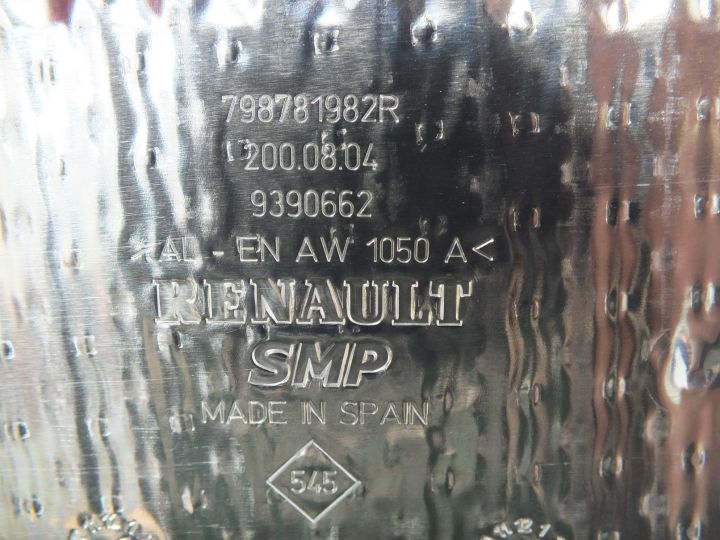 798781982R
200.08.04
9390662
>AL - EN AW 1050 A<
RENAULT
SMP
MADE IN SPAIN
545